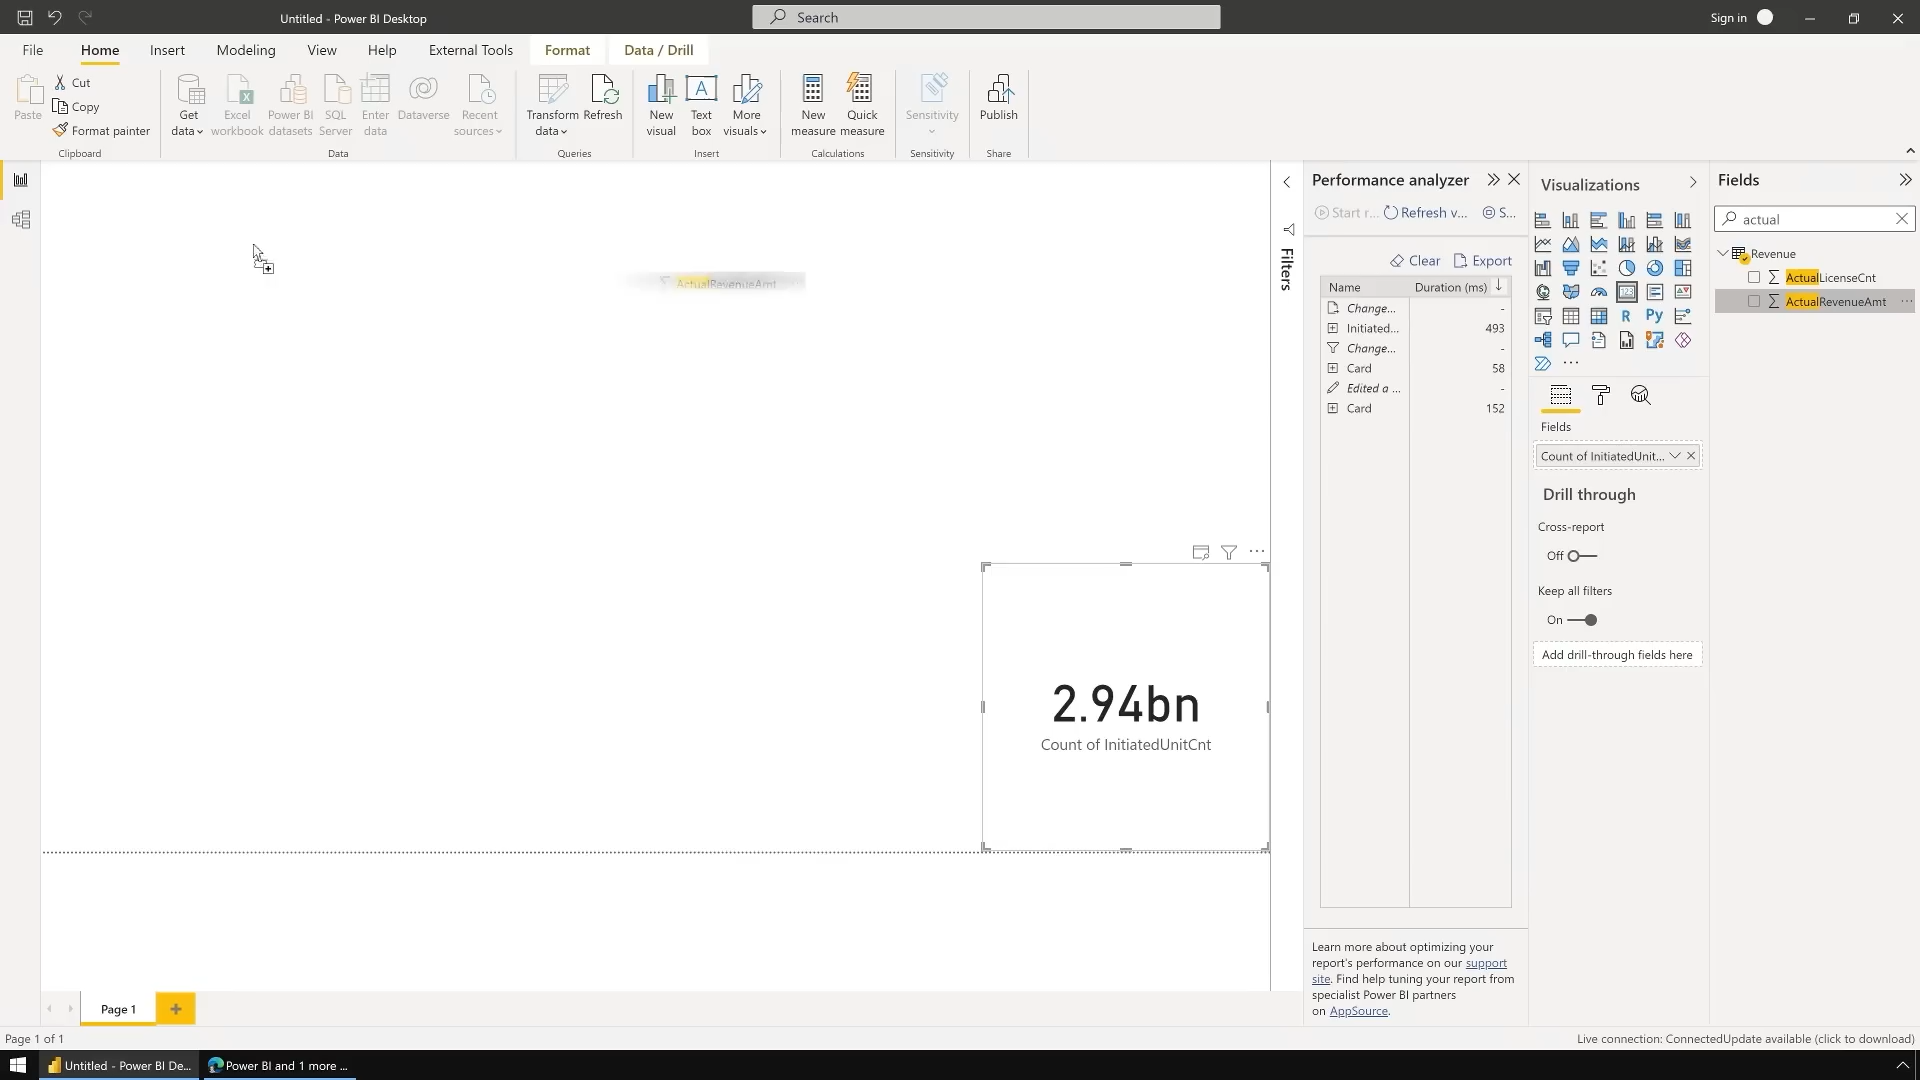 Untitled - Power BI Desktop
Search
Sign in
File
Home
Insert
Modeling
View
Help
External Tools
Format
Data / Drill
Paste
Cut
Copy
Format painter
Clipboard
Get
data
Excel
workbook
Power BI
datasets
SQL
Server
Enter
data
Dataverse
Recent
sources
Data
Transform
data
Refresh
Queries
New
visual
Text
box
More
visuals
Insert
New
measure
Quick
measure
Calculations
Sensitivity
Sensitivity
Publish
Share
ActualRevenueAmt
2.94bn
Count of InitiatedUnitCnt
Filters
Performance analyzer
Start r...
Refresh v...
S...
Clear
Export
Name
Duration (ms)
Change... -
Initiated... 493
Change... -
Card 58
Edited a ... -
Card 152
Learn more about optimizing your
report's performance on our support
site. Find help tuning your report from
specialist Power BI partners
on AppSource.
Visualizations
123
R
Py
...
Fields
Count of InitiatedUnit...
Drill through
Cross-report
Off
Keep all filters
On
Add drill-through fields here
Fields
actual
Revenue
ActualLicenseCnt
ActualRevenueAmt
Page 1
Page 1 of 1
Live connection: ConnectedUpdate available (click to download)
Untitled - Power BI De...
Power BI and 1 more ...